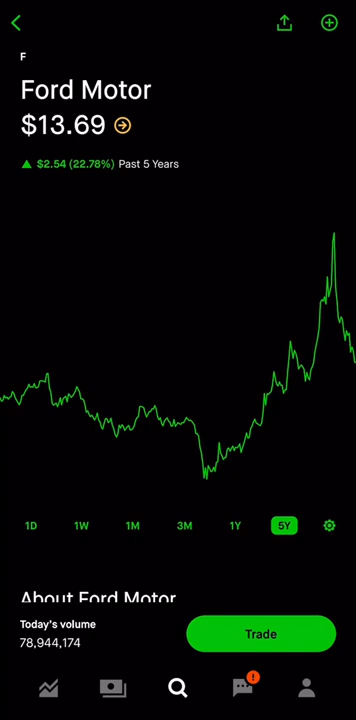 F
Ford Motor
$13.69
$2.54 (22.78%) Past 5 Years
1D 1W 1M 3M 1Y 5Y
About Ford Motor
Today's volume
78,944,174
Trade
!